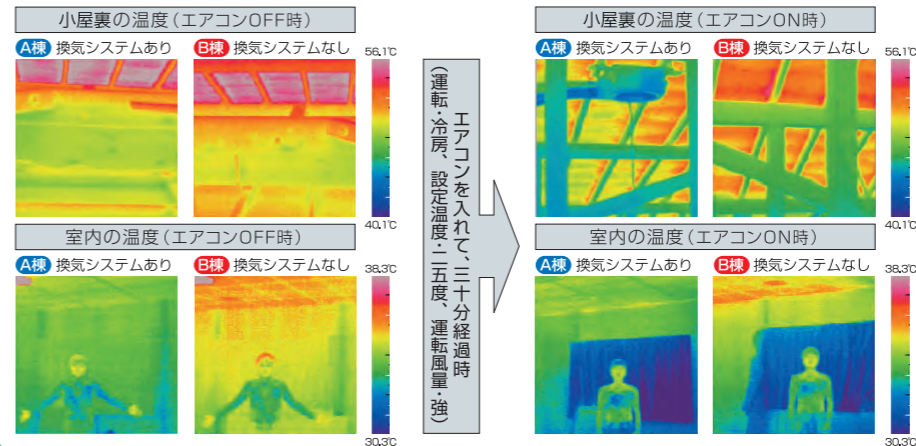 小屋裏の温度（エアコンOFF時）
A棟 換気システムあり
B棟 換気システムなし
56.1℃
40.1℃
室内の温度（エアコンOFF時）
A棟 換気システムあり
B棟 換気システムなし
38.3℃
30.3℃
エアコンを入れて、三十分経過時
（運転・冷房、設定温度・二五度、運転風量・強）
小屋裏の温度（エアコンON時）
A棟 換気システムあり
B棟 換気システムなし
56.1℃
40.1℃
室内の温度（エアコンON時）
A棟 換気システムあり
B棟 換気システムなし
38.3℃
30.3℃